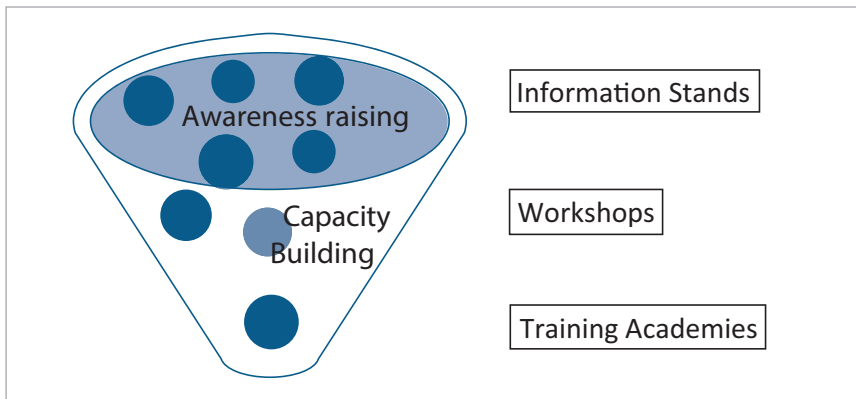 Information Stands
Awareness raising
Workshops
Capacity
Building
Training Academies